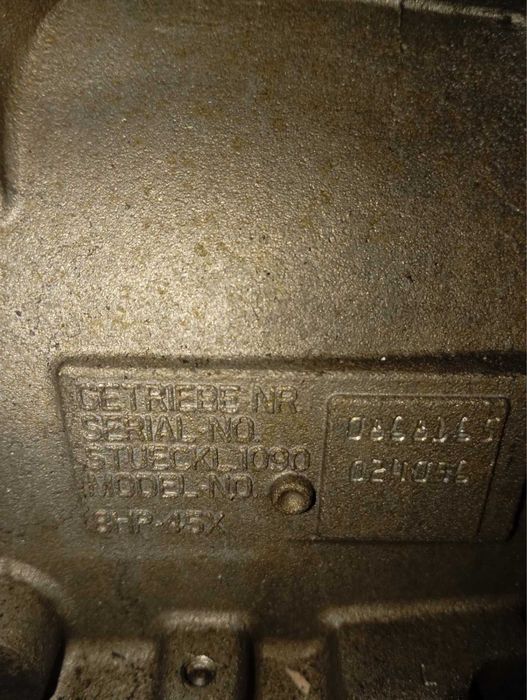 GETRIEBE-NR
SERIAL-NO.
STUECKL.1090
MODEL-NO.
8HP-45X